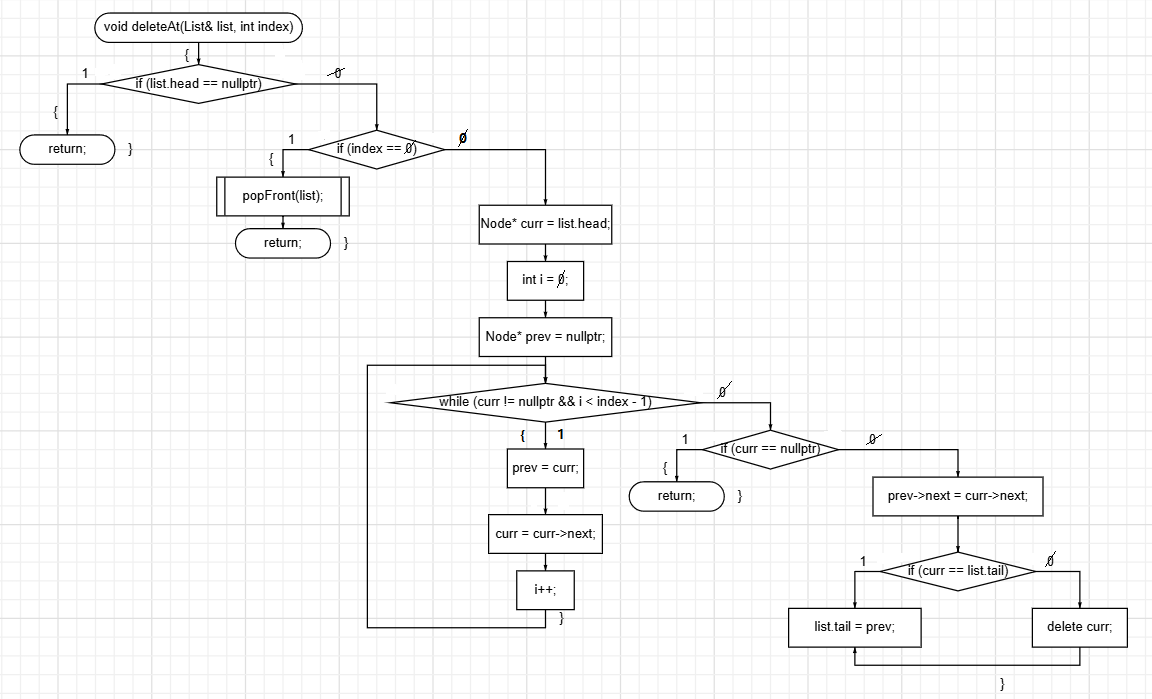 void deleteAt(List& list, int index)
{
if (list.head == nullptr)
1
0
{
return;
}
if (index == 0)
1
0
{
popFront(list);
return;
}
Node* curr = list.head;
int i = 0;
Node* prev = nullptr;
while (curr != nullptr && i < index - 1)
0
{
1
prev = curr;
curr = curr->next;
i++;
}
if (curr == nullptr)
1
0
{
return;
}
prev->next = curr->next;
if (curr == list.tail)
1
0
list.tail = prev;
delete curr;
}